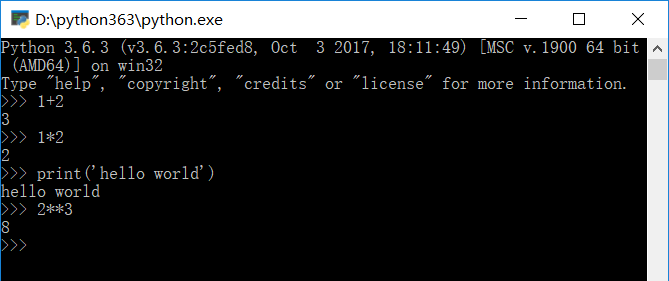 D:\python363\python.exe
Python 3.6.3 (v3.6.3:2c5fed8, Oct  3 2017, 18:11:49) [MSC v.1900 64 bit
 (AMD64)] on win32
Type "help", "copyright", "credits" or "license" for more information.
>>> 1+2
3
>>> 1*2
2
>>> print('hello world')
hello world
>>> 2**3
8
>>>